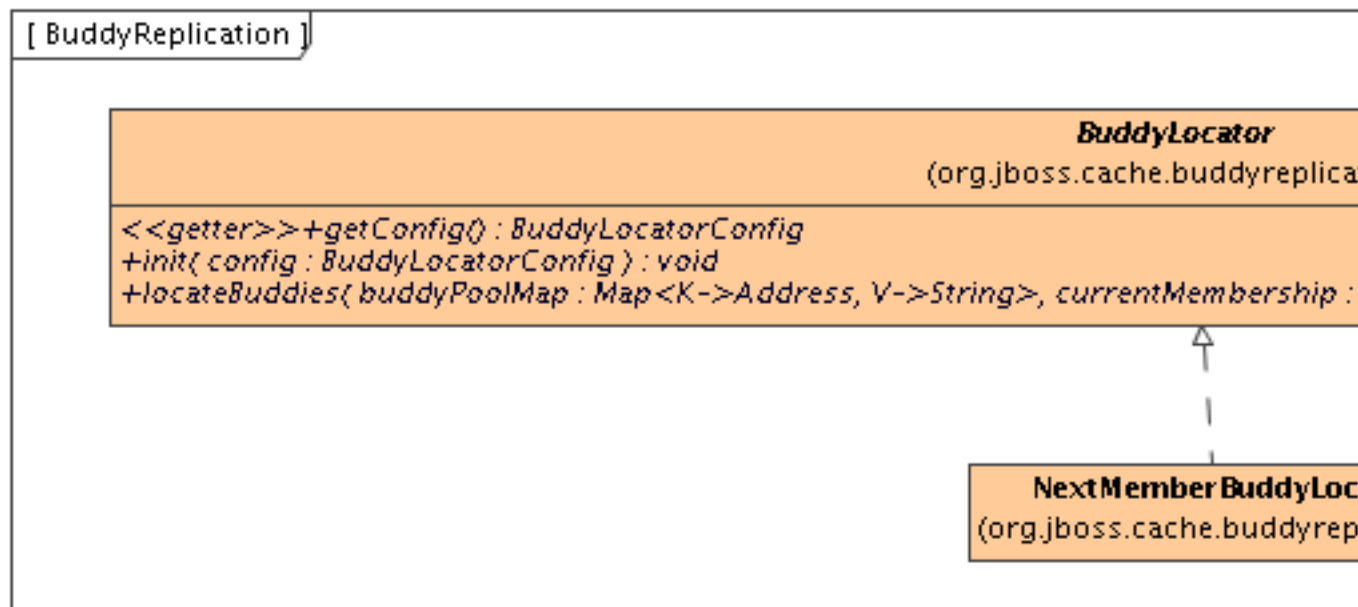 [ BuddyReplication ]
BuddyLocator
(org.jboss.cache.buddyreplica
<<getter>>+getConfig() : BuddyLocatorConfig
+init( config : BuddyLocatorConfig ) : void
+locateBuddies( buddyPoolMap : Map<K->Address, V->String>, currentMembership :
NextMemberBuddyLoc
(org.jboss.cache.buddyrep